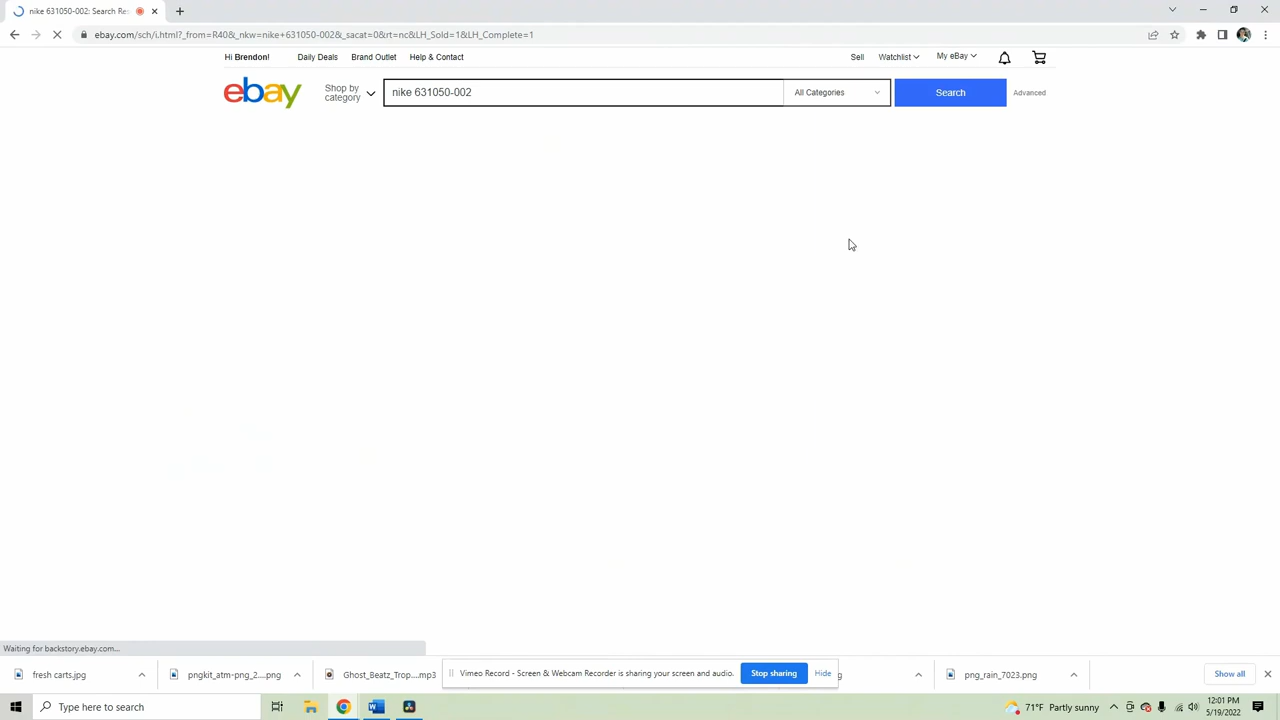 nike 631050-002: Search Res
ebay.com/sch/i.html?_from=R40&_nkw=nike+631050-002&_sacat=0&rt=nc&LH_Sold=1&LH_Complete=1
Hi Brendon! Daily Deals Brand Outlet Help & Contact Sell Watchlist My eBay
ebay Shop by category nike 631050-002 All Categories Search Advanced
Waiting for backstory.ebay.com...
fresh carts.jpg pngkit_atm-png_2....png Ghost_Beatz_Trop....mp3 Vimeo Record - Screen & Webcam Recorder is sharing your screen and audio. Stop sharing Hide png_rain_7023.png Show all
Type here to search 71°F Partly sunny 12:01 PM
5/19/2022